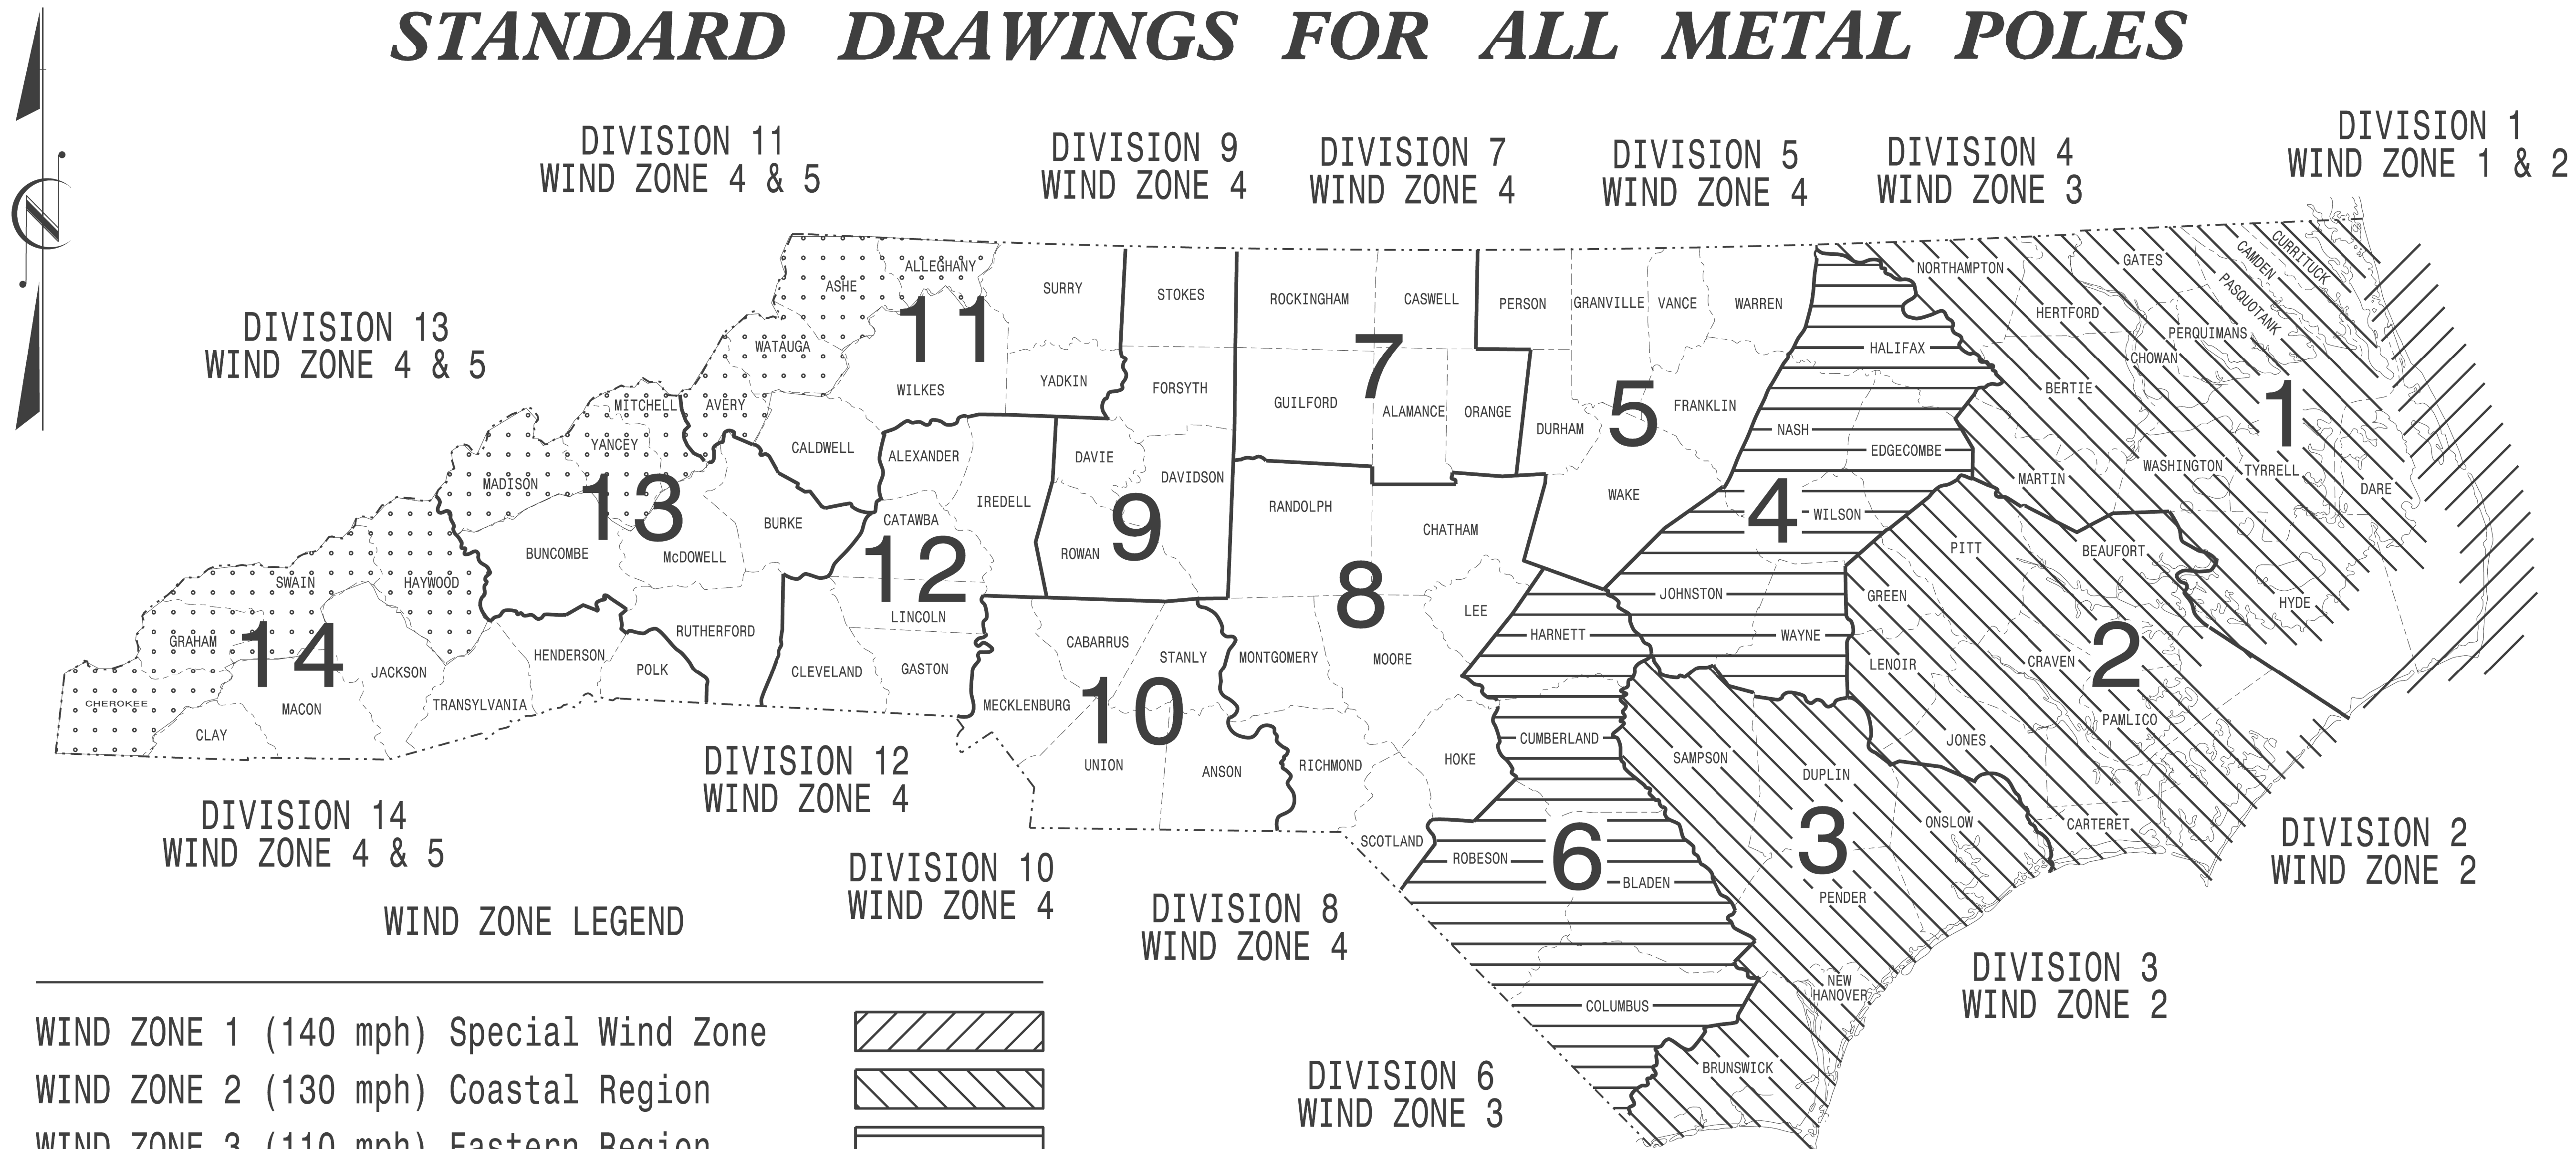 STANDARD DRAWINGS FOR ALL METAL POLES
DIVISION 11
WIND ZONE 4 & 5
DIVISION 9
WIND ZONE 4
DIVISION 7
WIND ZONE 4
DIVISION 5
WIND ZONE 4
DIVISION 4
WIND ZONE 3
DIVISION 1
WIND ZONE 1 & 2
DIVISION 13
WIND ZONE 4 & 5
N
ASHE
ALLEGHANY
11
SURRY
WATAUGA
WILKES
YADKIN
AVERY
CALDWELL
STOKES
FORSYTH
DAVIE
DAVIDSON
9
ROWAN
ROCKINGHAM
CASWELL
7
GUILFORD
ALAMANCE
ORANGE
PERSON
GRANVILLE
VANCE
WARREN
5
FRANKLIN
DURHAM
WAKE
HALIFAX
NASH
EDGECOMBE
4
WILSON
JOHNSTON
WAYNE
NORTHAMPTON
GATES
CAMDEN
CURRITUCK
PASQUOTANK
HERTFORD
PERQUIMANS
CHOWAN
BERTIE
1
MARTIN
WASHINGTON
TYRRELL
DARE
HYDE
MITCHELL
YANCEY
MADISON
13
BUNCOMBE
McDOWELL
BURKE
RUTHERFORD
ALEXANDER
IREDELL
CATAWBA
12
LINCOLN
CLEVELAND
GASTON
SWAIN
HAYWOOD
GRAHAM
14
JACKSON
CHEROKEE
MACON
CLAY
TRANSYLVANIA
HENDERSON
POLK
CABARRUS
STANLY
MECKLENBURG
10
UNION
ANSON
RANDOLPH
CHATHAM
8
LEE
MONTGOMERY
MOORE
RICHMOND
HOKE
SCOTLAND
HARNETT
CUMBERLAND
ROBESON
6
BLADEN
COLUMBUS
PITT
BEAUFORT
GREEN
LENOIR
CRAVEN
2
PAMLICO
JONES
CARTERET
SAMPSON
DUPLIN
3
ONSLOW
PENDER
NEW
HANOVER
BRUNSWICK
DIVISION 14
WIND ZONE 4 & 5
DIVISION 12
WIND ZONE 4
DIVISION 10
WIND ZONE 4
DIVISION 8
WIND ZONE 4
DIVISION 6
WIND ZONE 3
DIVISION 3
WIND ZONE 2
DIVISION 2
WIND ZONE 2
WIND ZONE LEGEND
WIND ZONE 1 (140 mph) Special Wind Zone
WIND ZONE 2 (130 mph) Coastal Region
WIND ZONE 3 (110 mph) Eastern Region